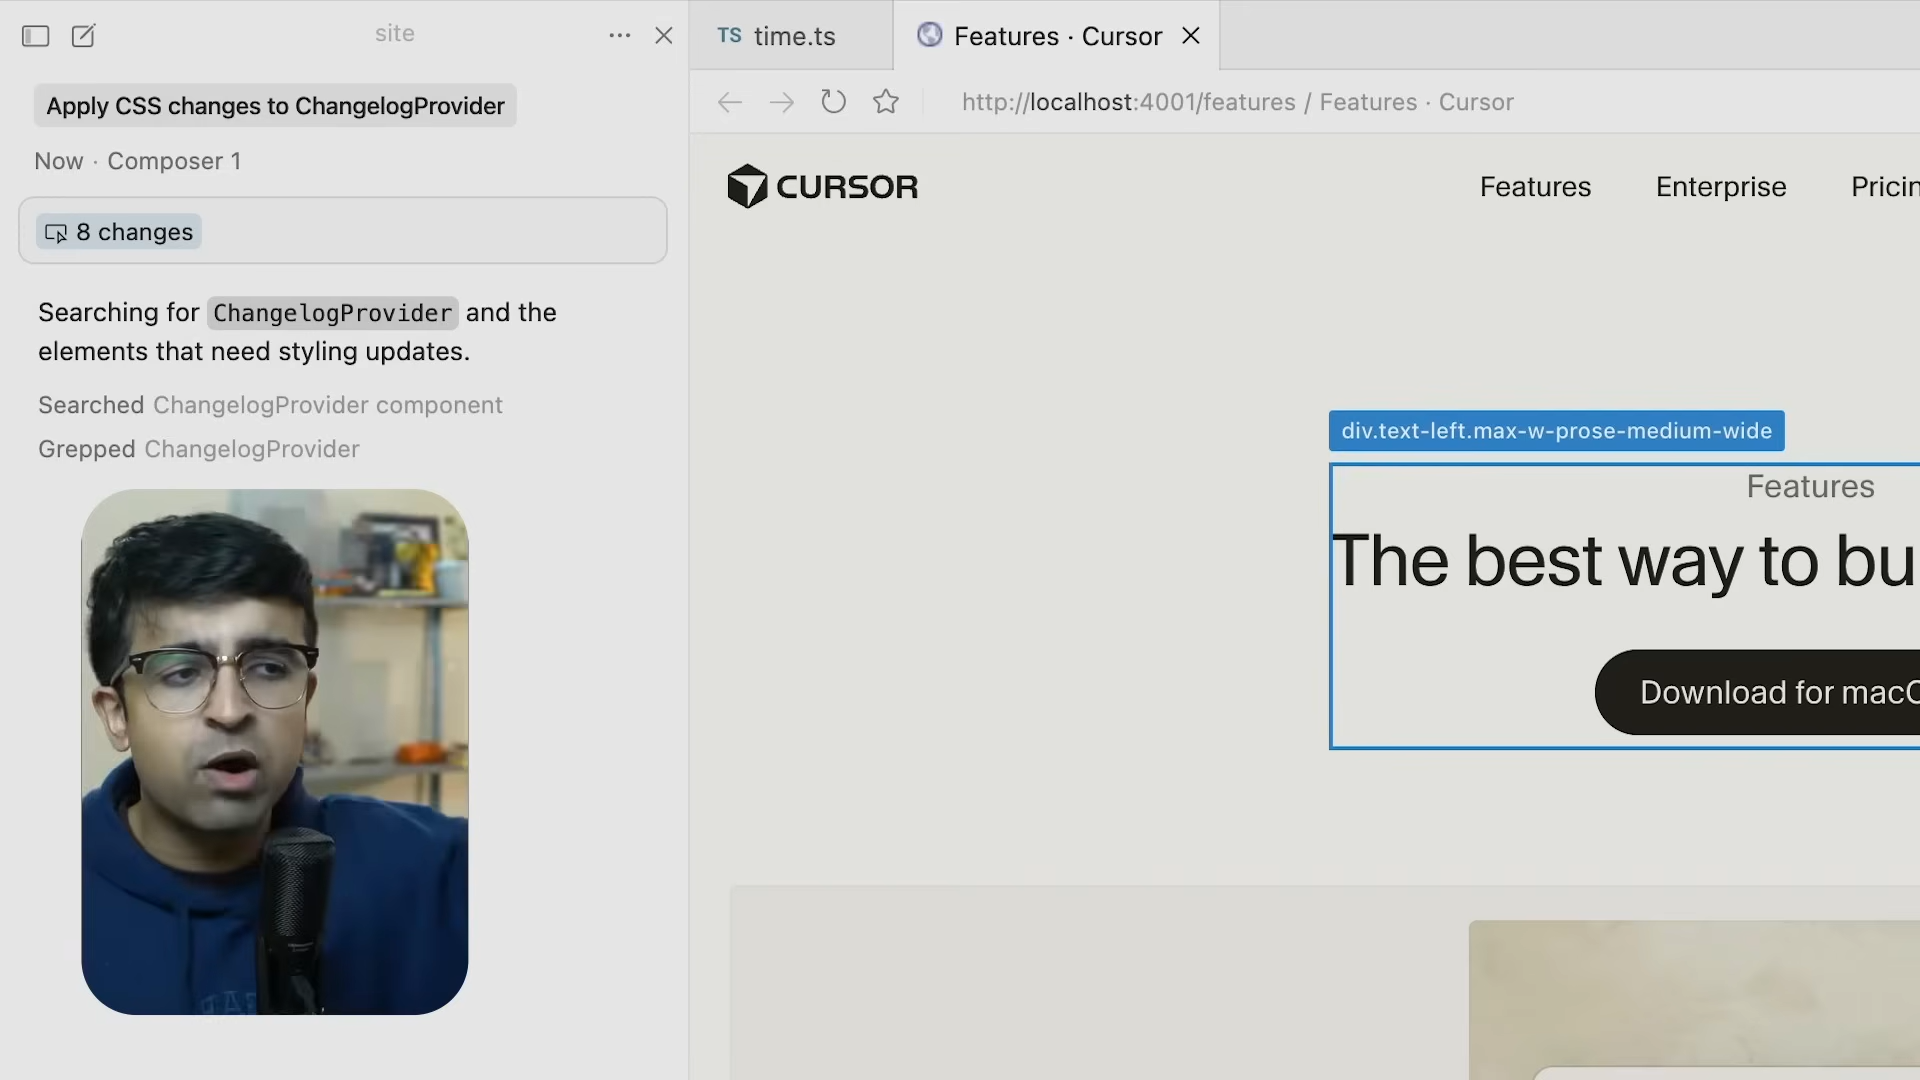 site
Apply CSS changes to ChangelogProvider
Now · Composer 1
8 changes
Searching for ChangelogProvider and the
elements that need styling updates.
Searched ChangelogProvider component
Grepped ChangelogProvider
TS time.ts
Features · Cursor
http://localhost:4001/features / Features · Cursor
CURSOR
Features
Enterprise
Pricin
div.text-left.max-w-prose-medium-wide
Features
The best way to bu
Download for macO